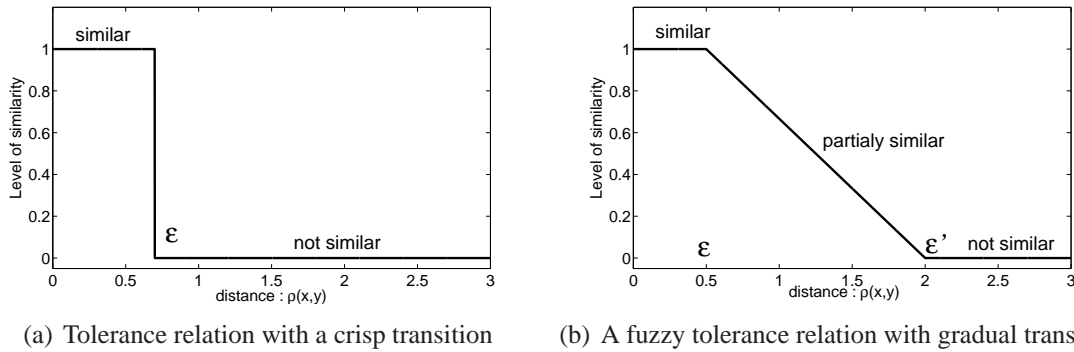 similar
1
0.8
0.6
0.4
0.2
0
Level of similarity
ε
not similar
0 0.5 1 1.5 2 2.5 3
distance : ρ(x,y)
(a) Tolerance relation with a crisp transition
similar
1
0.8
0.6
0.4
0.2
0
Level of similarity
partialy similar
ε
ε’
not similar
0 0.5 1 1.5 2 2.5 3
distance : ρ(x,y)
(b) A fuzzy tolerance relation with gradual trans